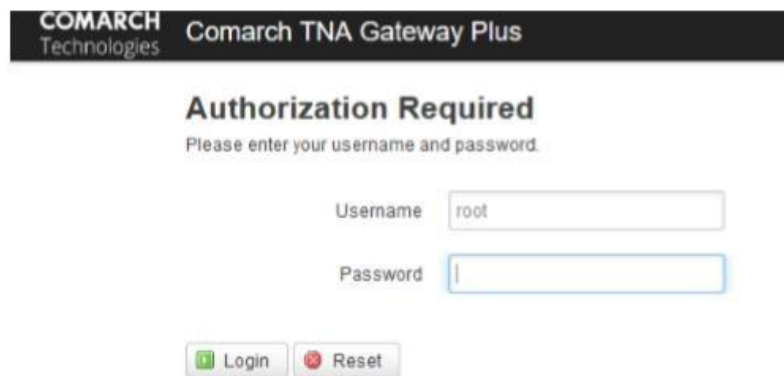 COMARCH
Technologies
Comarch TNA Gateway Plus
Authorization Required
Please enter your username and password.
Username
root
Password
Login
Reset